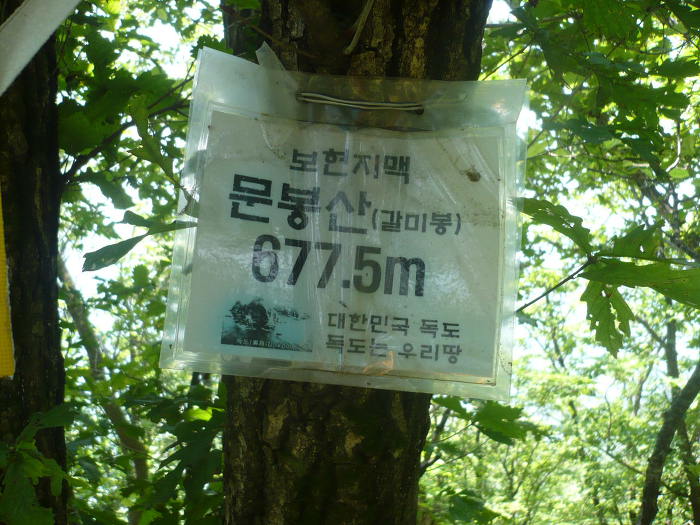 보현지맥
문봉산(갈미봉)
677.5m
대한민국 독도
독도는 우리땅